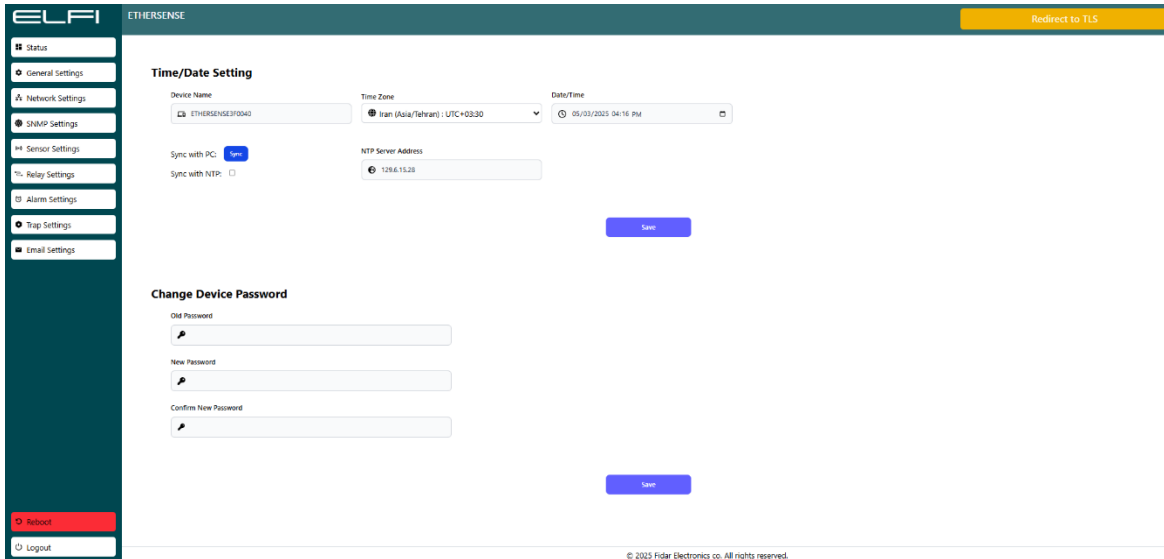 ELFI
ETHERSENSE
Redirect to TLS
Status
General Settings
Network Settings
SNMP Settings
Sensor Settings
Relay Settings
Alarm Settings
Trap Settings
Email Settings
Reboot
Logout
Time/Date Setting
Device Name
ETHERSENSE3F0040
Time Zone
Iran (Asia/Tehran) : UTC+03:30
Date/Time
05/03/2025 04:16 PM
Sync with PC: Sync
Sync with NTP:
NTP Server Address
129.6.15.28
Save
Change Device Password
Old Password
New Password
Confirm New Password
Save
© 2025 Fidar Electronics co. All rights reserved.